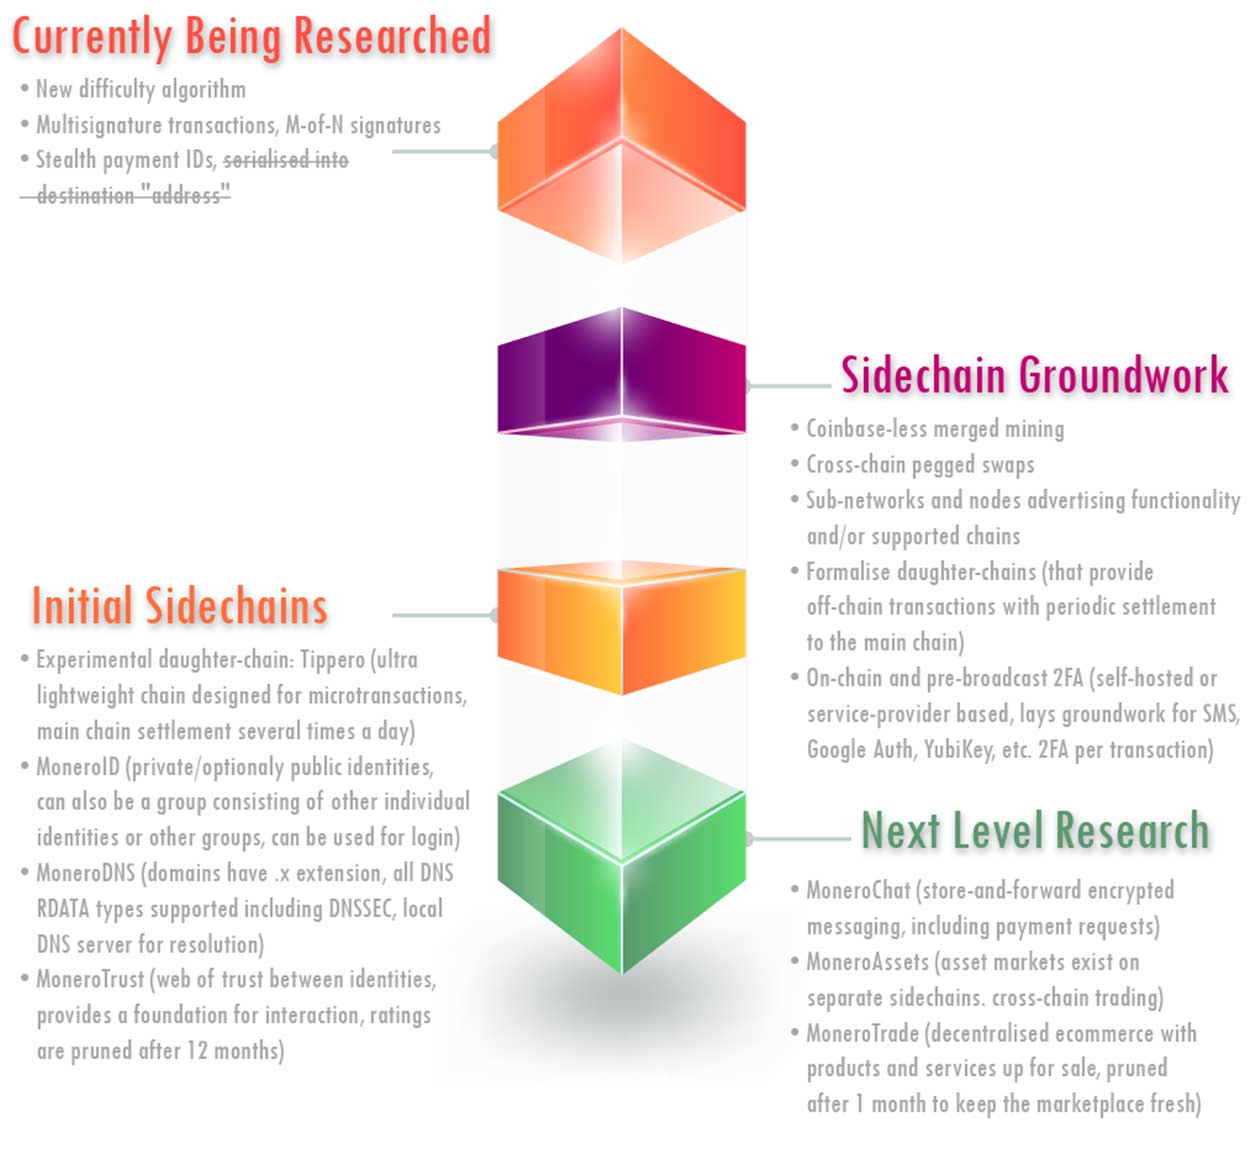 Currently Being Researched
• New difficulty algorithm
• Multisignature transactions, M-of-N signatures
• Stealth payment IDs, serialised into
destination "address"
Sidechain Groundwork
• Coinbase-less merged mining
• Cross-chain pegged swaps
• Sub-networks and nodes advertising functionality
and/or supported chains
• Formalise daughter-chains (that provide
off-chain transactions with periodic settlement
to the main chain)
• On-chain and pre-broadcast 2FA (self-hosted or
service-provider based, lays groundwork for SMS,
Google Auth, YubiKey, etc. 2FA per transaction)
Initial Sidechains
• Experimental daughter-chain: Tippero (ultra
lightweight chain designed for microtransactions,
main chain settlement several times a day)
• MoneroID (private/optionaly public identities,
can also be a group consisting of other individual
identities or other groups, can be used for login)
• MoneroDNS (domains have .x extension, all DNS
RDATA types supported including DNSSEC, local
DNS server for resolution)
• MoneroTrust (web of trust between identities,
provides a foundation for interaction, ratings
are pruned after 12 months)
Next Level Research
• MoneroChat (store-and-forward encrypted
messaging, including payment requests)
• MoneroAssets (asset markets exist on
separate sidechains. cross-chain trading)
• MoneroTrade (decentralised ecommerce with
products and services up for sale, pruned
after 1 month to keep the marketplace fresh)